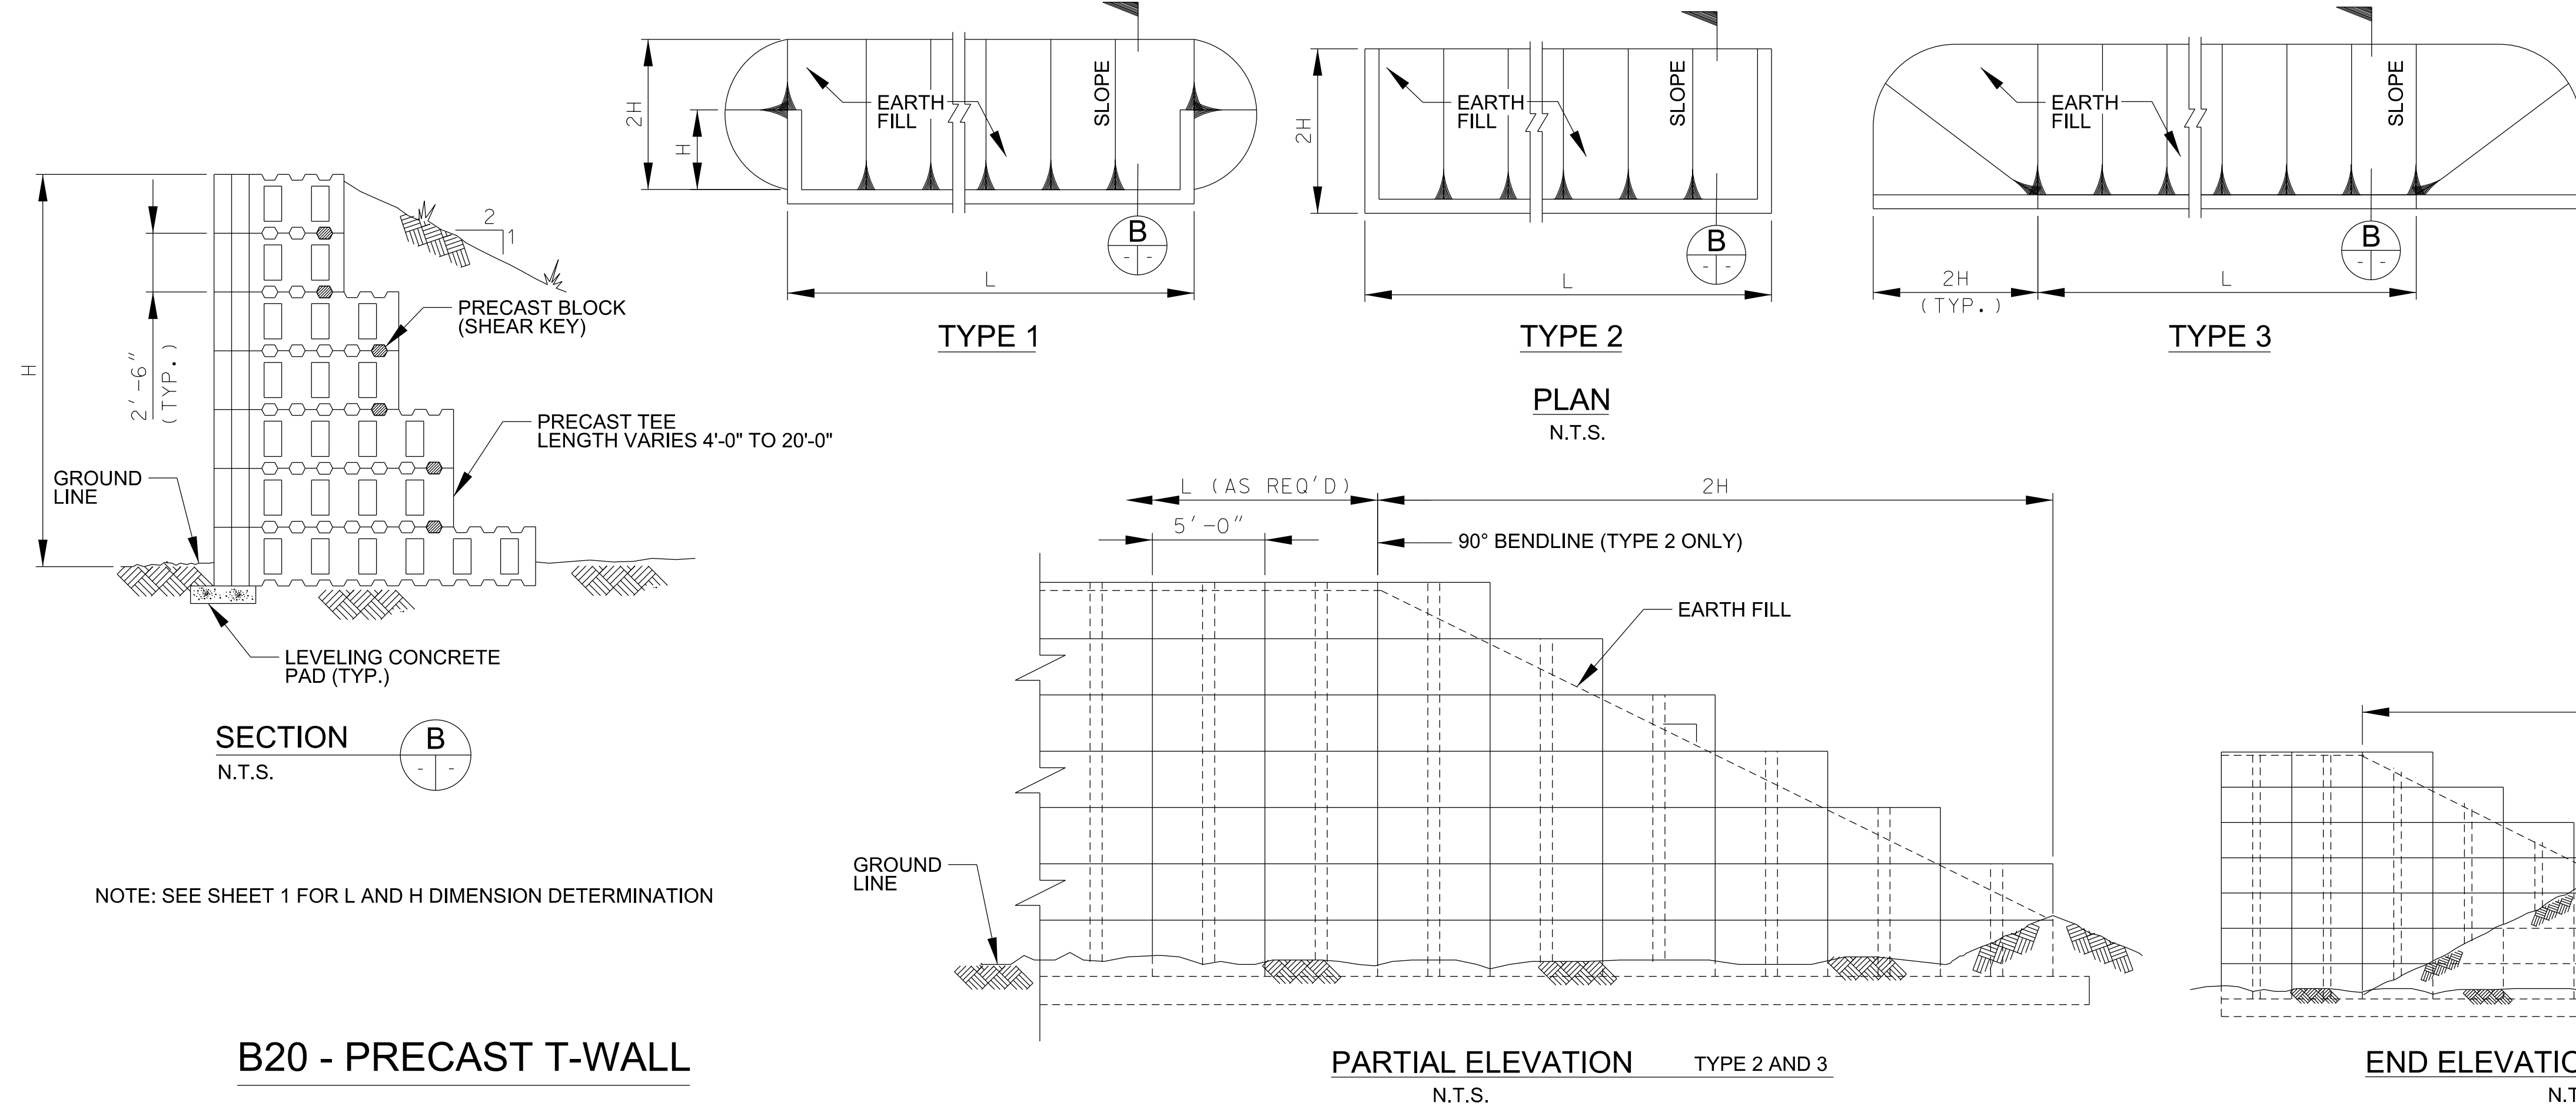 2H
H
EARTH
FILL
SLOPE
B
- -
L
TYPE 1
2H
EARTH
FILL
SLOPE
B
- -
L
TYPE 2
EARTH
FILL
SLOPE
B
- -
2H
(TYP.)
L
TYPE 3
PLAN
N.T.S.
H
2'-6"
(TYP.)
2
1
PRECAST BLOCK
(SHEAR KEY)
PRECAST TEE
LENGTH VARIES 4'-0" TO 20'-0"
GROUND
LINE
LEVELING CONCRETE
PAD (TYP.)
SECTION
B
- -
N.T.S.
NOTE: SEE SHEET 1 FOR L AND H DIMENSION DETERMINATION
B20 - PRECAST T-WALL
L (AS REQ'D)
2H
5'-0"
90° BENDLINE (TYPE 2 ONLY)
EARTH FILL
GROUND
LINE
PARTIAL ELEVATION TYPE 2 AND 3
N.T.S.
END ELEVATIO
N.T